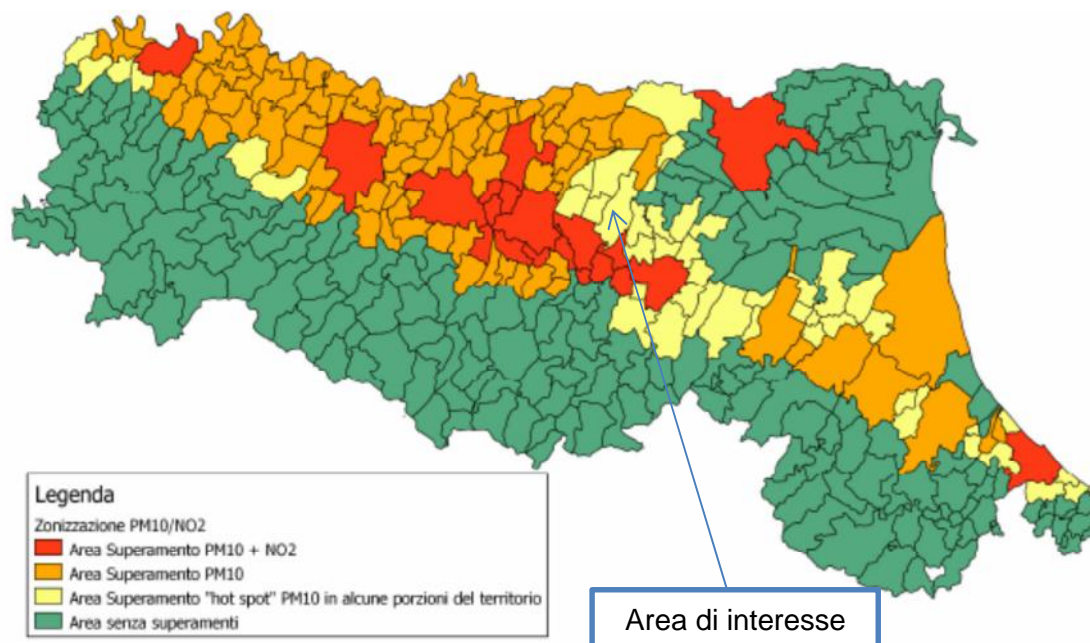 Legenda
Zonizzazione PM10/NO2
Area Superamento PM10 + NO2
Area Superamento PM10
Area Superamento "hot spot" PM10 in alcune porzioni del territorio
Area senza superamenti
Area di interesse